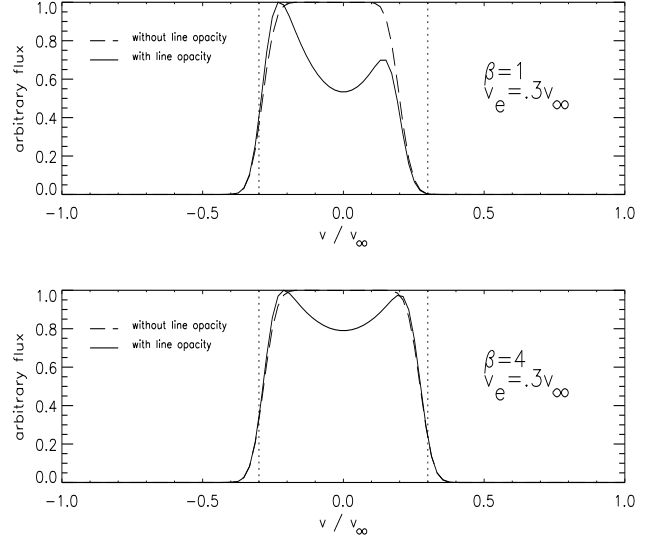 1.0
0.8
0.6
0.4
0.2
0.0
arbitrary flux
without line opacity
with line opacity
β=1
v_e=.3v_∞
-1.0 -0.5 0.0 0.5 1.0
v / v_∞
1.0
0.8
0.6
0.4
0.2
0.0
arbitrary flux
without line opacity
with line opacity
β=4
v_e=.3v_∞
-1.0 -0.5 0.0 0.5 1.0
v / v_∞